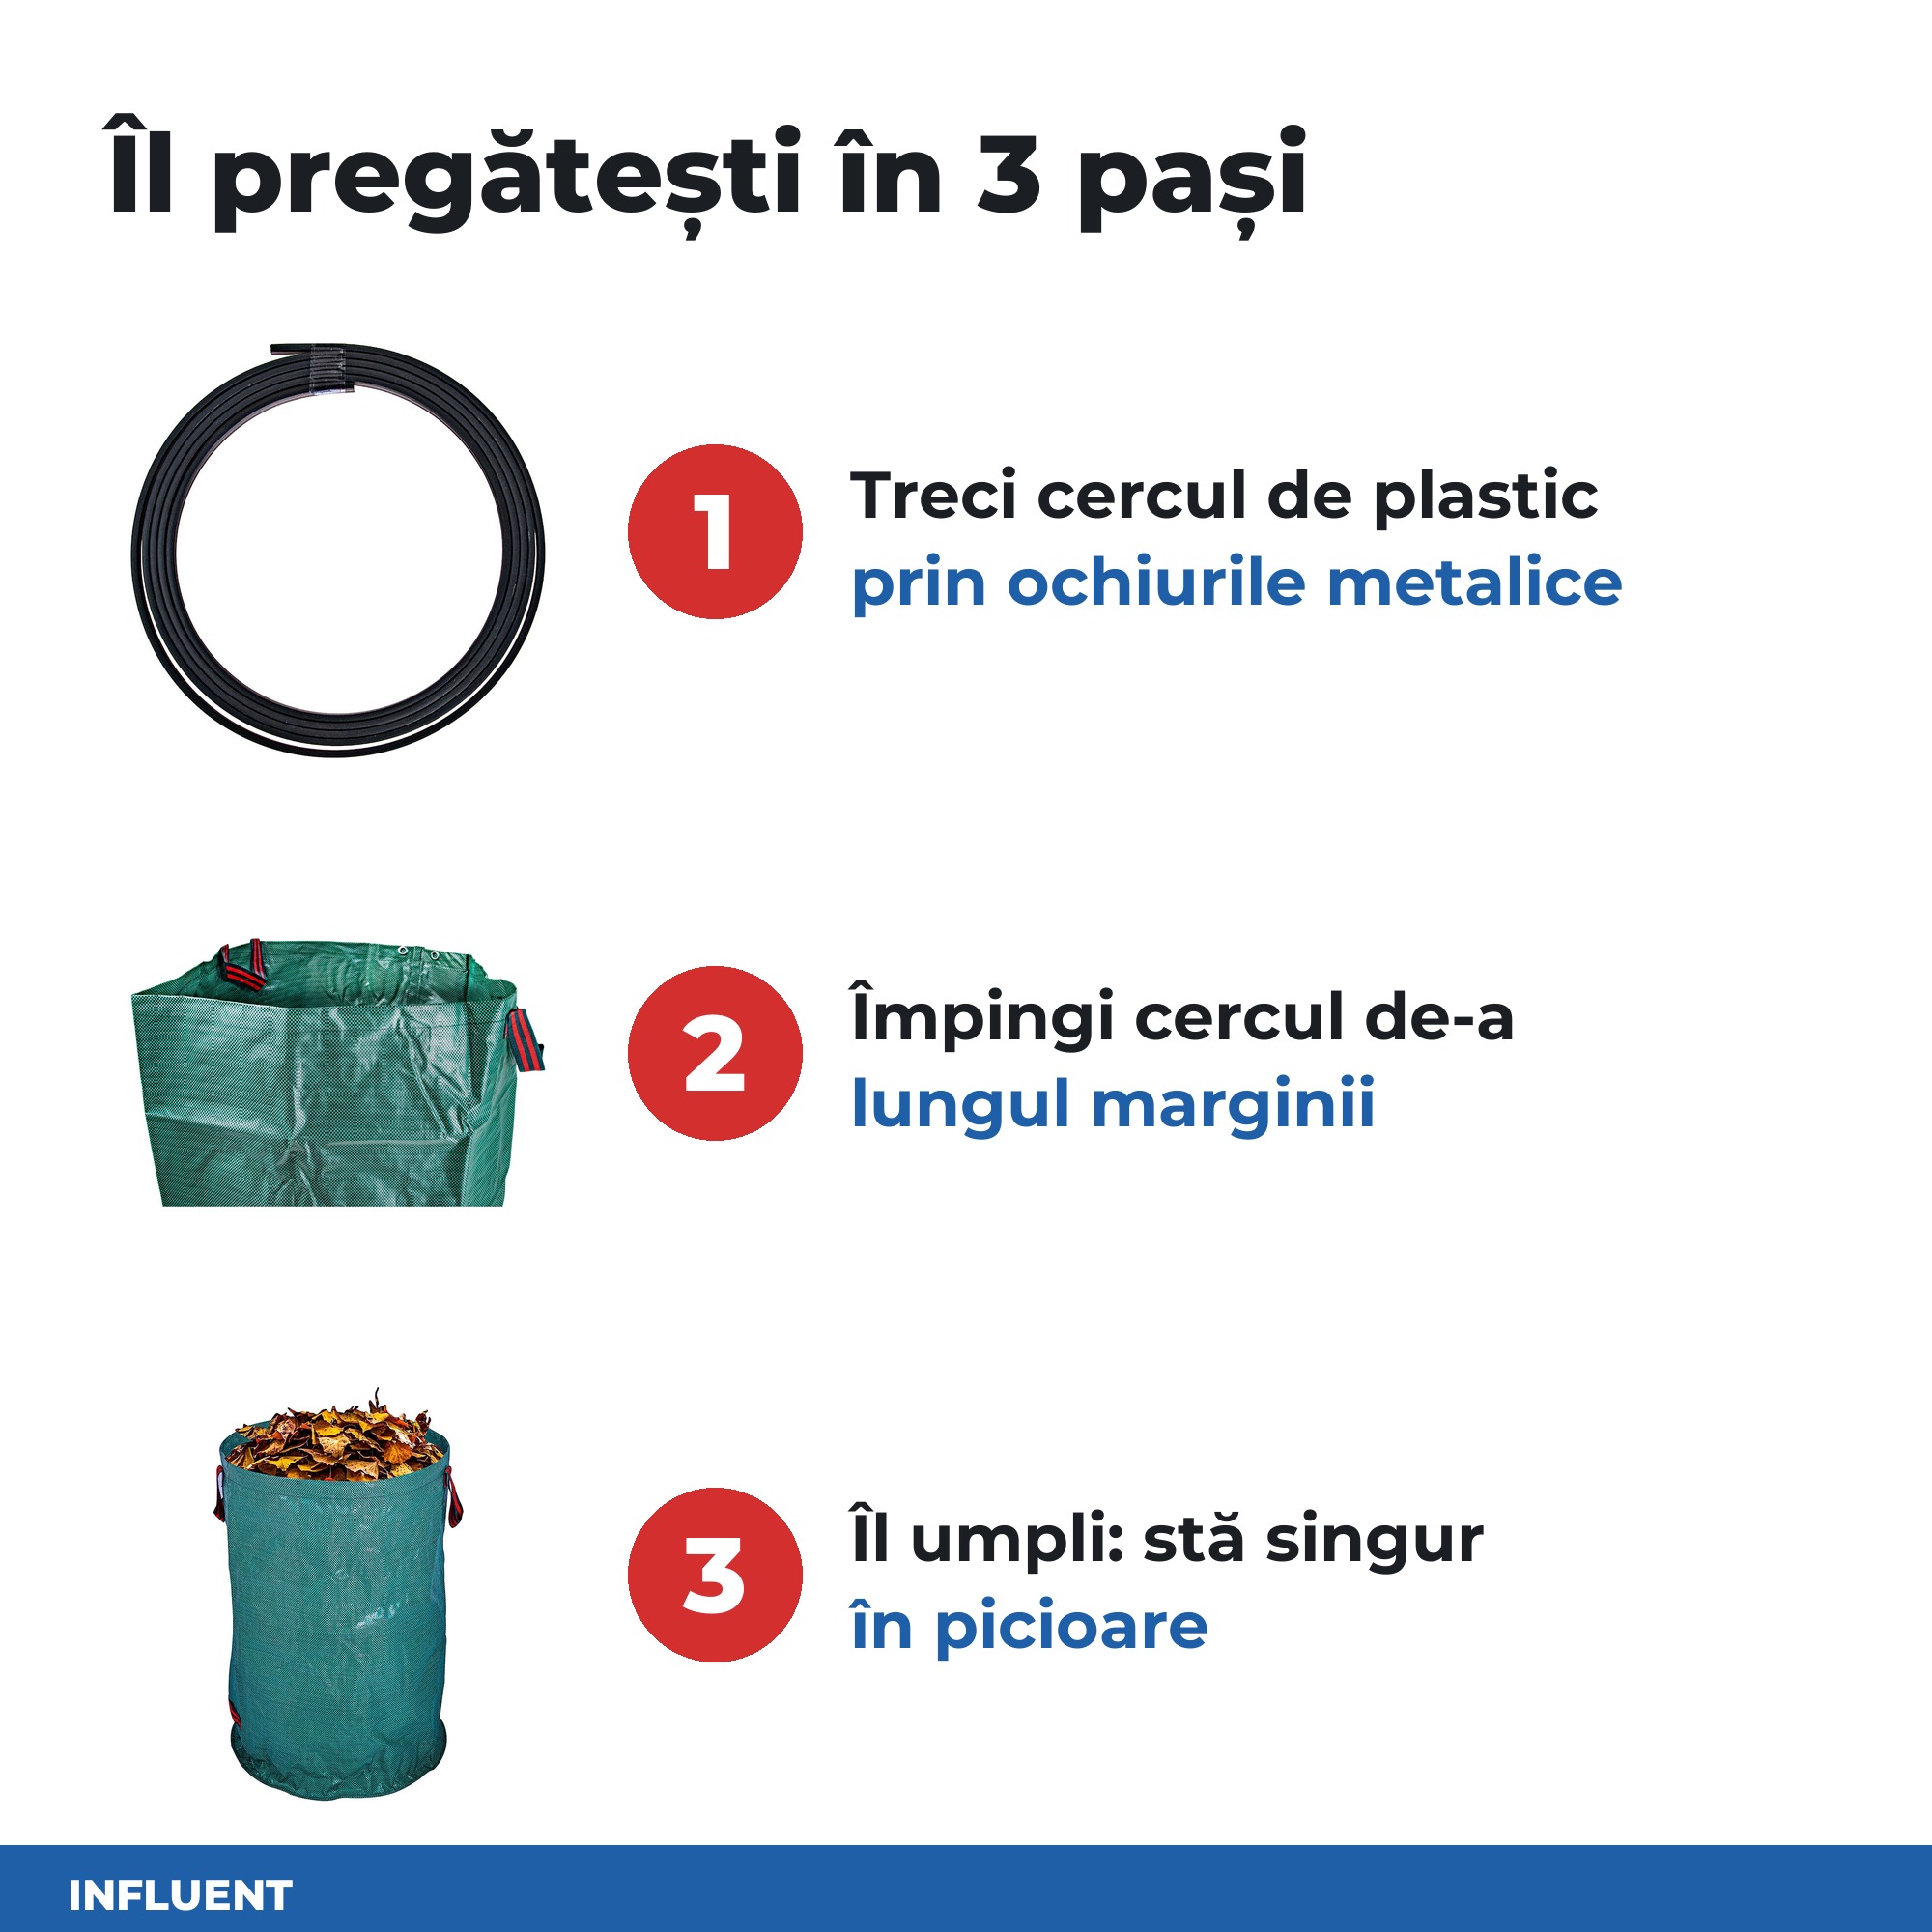 Îl pregătești în 3 pași
1
Treci cercul de plastic
prin ochiurile metalice
2
Împingi cercul de-a
lungul marginii
3
Îl umpli: stă singur
în picioare
INFLUENT